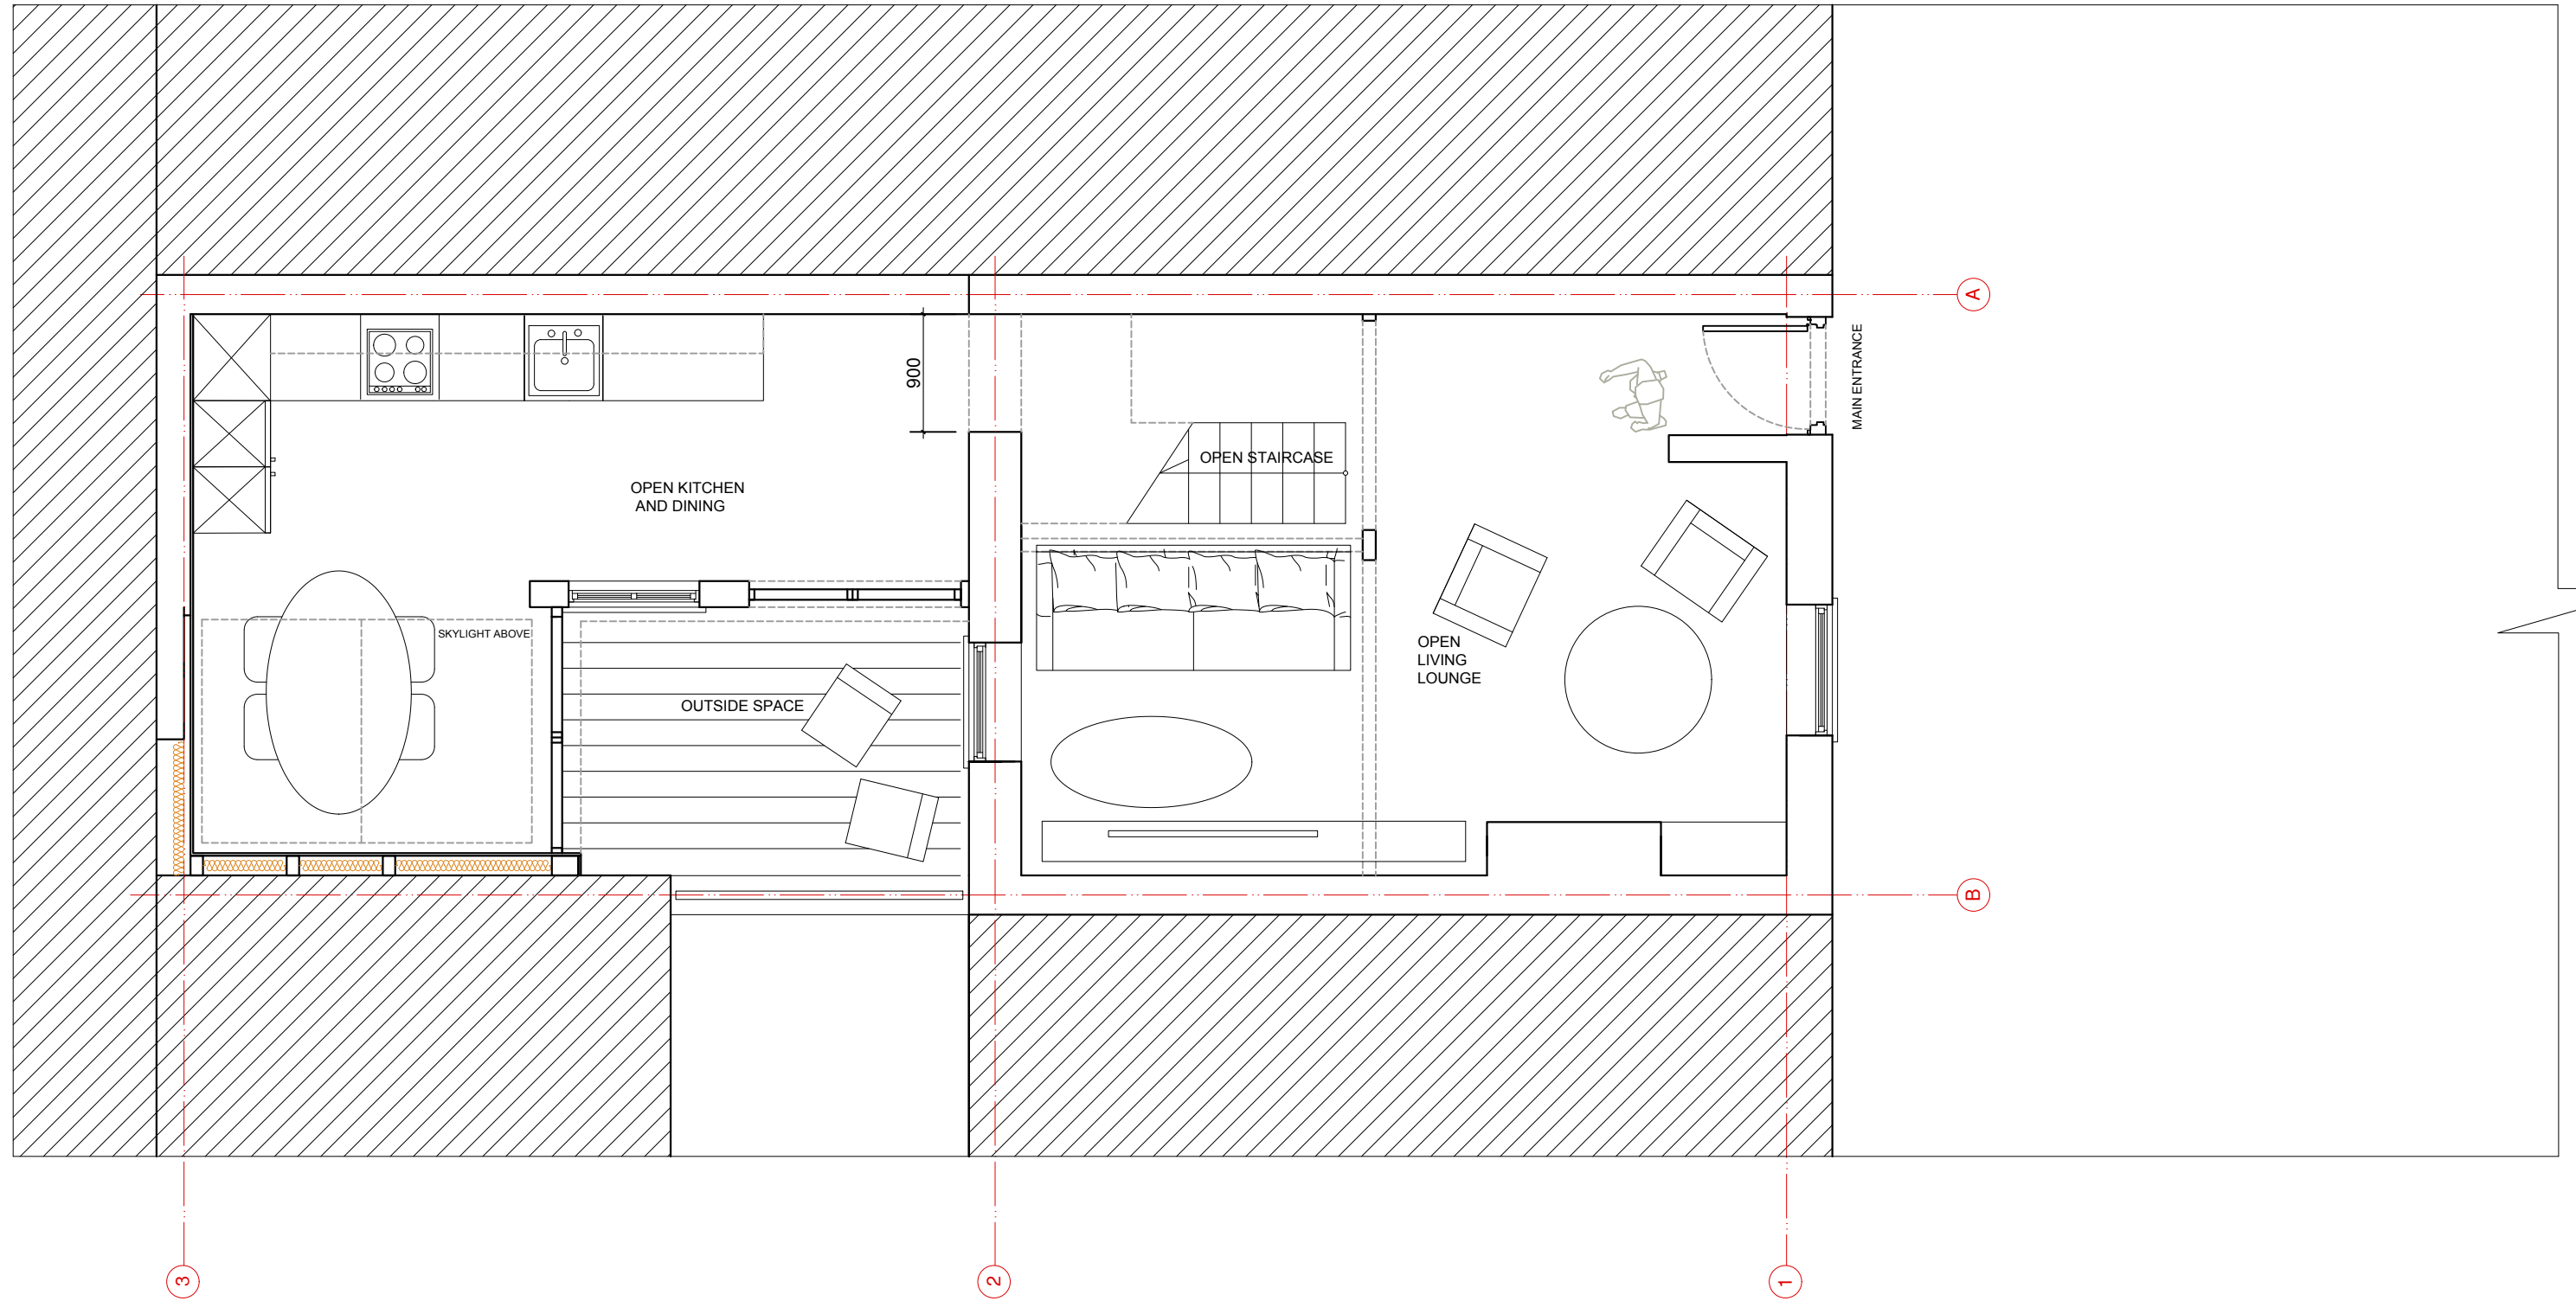 A
MAIN ENTRANCE
900
OPEN STAIRCASE
OPEN KITCHEN
AND DINING
SKYLIGHT ABOVE
OPEN
LIVING
LOUNGE
OUTSIDE SPACE
B
3
2
1